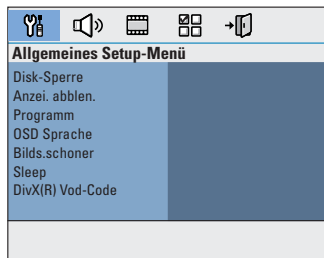 Allgemeines Setup-Menü
Disk-Sperre
Anzei. abblen.
Programm
OSD Sprache
Bilds.schoner
Sleep
DivX(R) Vod-Code